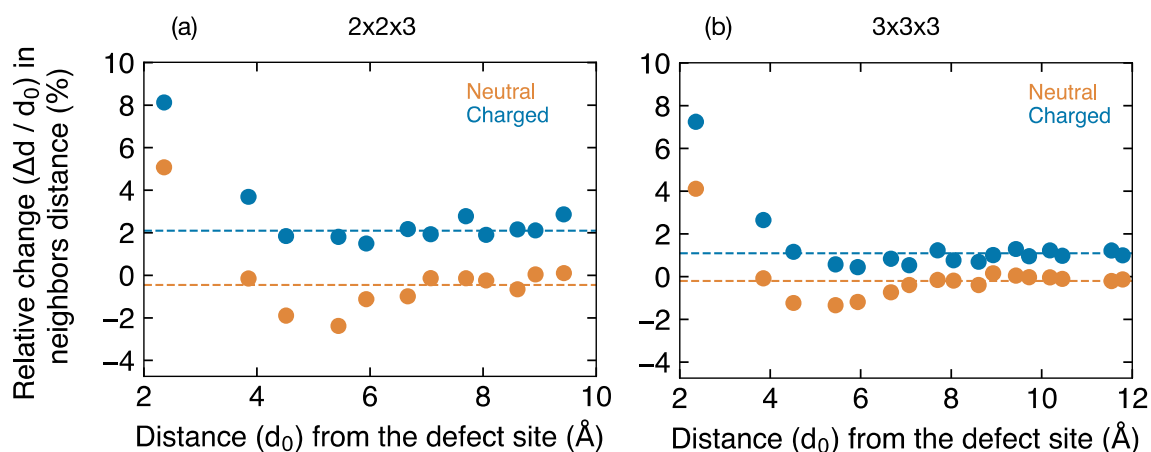 (a) 2x2x3
(b) 3x3x3
Relative change (Δd / d₀) in
neighbors distance (%)
10
8
6
4
2
0
−2
−4
Neutral
Charged
2 4 6 8 10
Distance (d₀) from the defect site (Å)
10
8
6
4
2
0
−2
−4
Neutral
Charged
2 4 6 8 10 12
Distance (d₀) from the defect site (Å)